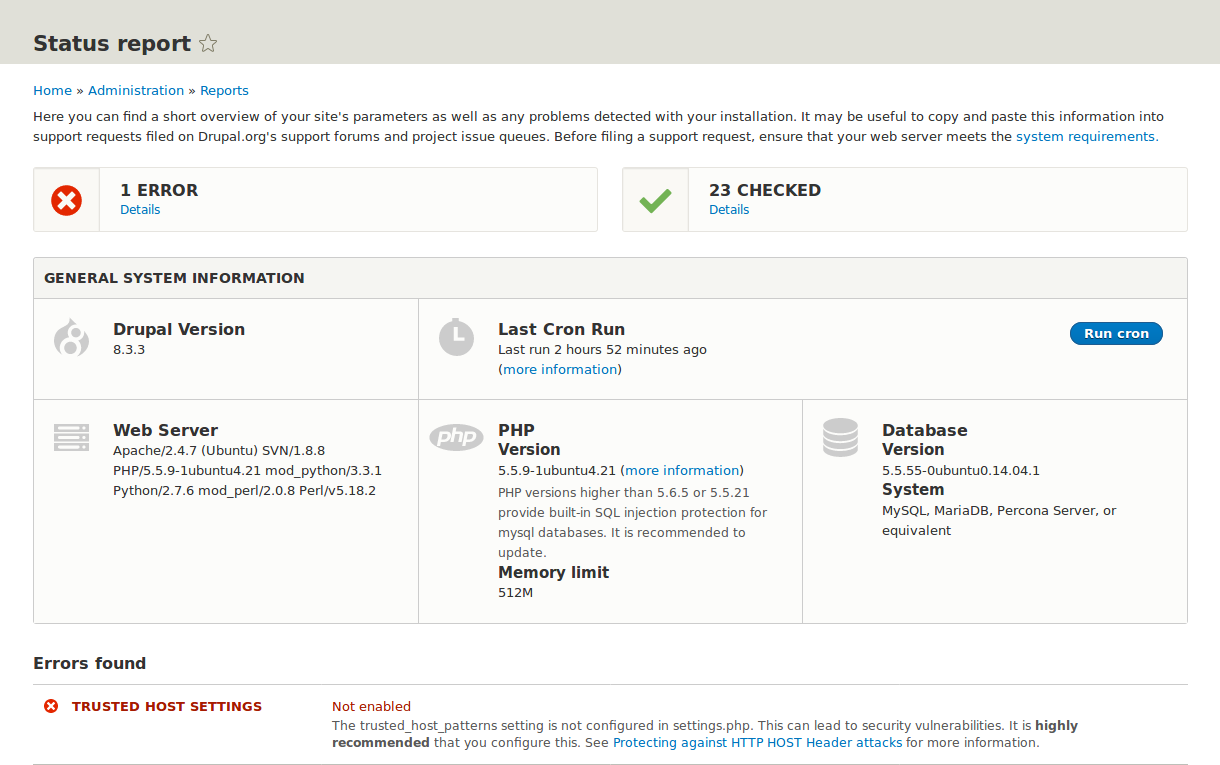 Status report
Home » Administration » Reports
Here you can find a short overview of your site's parameters as well as any problems detected with your installation. It may be useful to copy and paste this information into
support requests filed on Drupal.org's support forums and project issue queues. Before filing a support request, ensure that your web server meets the system requirements.
1 ERROR
Details
23 CHECKED
Details
GENERAL SYSTEM INFORMATION
Drupal Version
8.3.3
Last Cron Run
Last run 2 hours 52 minutes ago
(more information)
Run cron
Web Server
Apache/2.4.7 (Ubuntu) SVN/1.8.8
PHP/5.5.9-1ubuntu4.21 mod_python/3.3.1
Python/2.7.6 mod_perl/2.0.8 Perl/v5.18.2
php
PHP
Version
5.5.9-1ubuntu4.21 (more information)
PHP versions higher than 5.6.5 or 5.5.21
provide built-in SQL injection protection for
mysql databases. It is recommended to
update.
Memory limit
512M
Database
Version
5.5.55-0ubuntu0.14.04.1
System
MySQL, MariaDB, Percona Server, or
equivalent
Errors found
TRUSTED HOST SETTINGS
Not enabled
The trusted_host_patterns setting is not configured in settings.php. This can lead to security vulnerabilities. It is highly
recommended that you configure this. See Protecting against HTTP HOST Header attacks for more information.